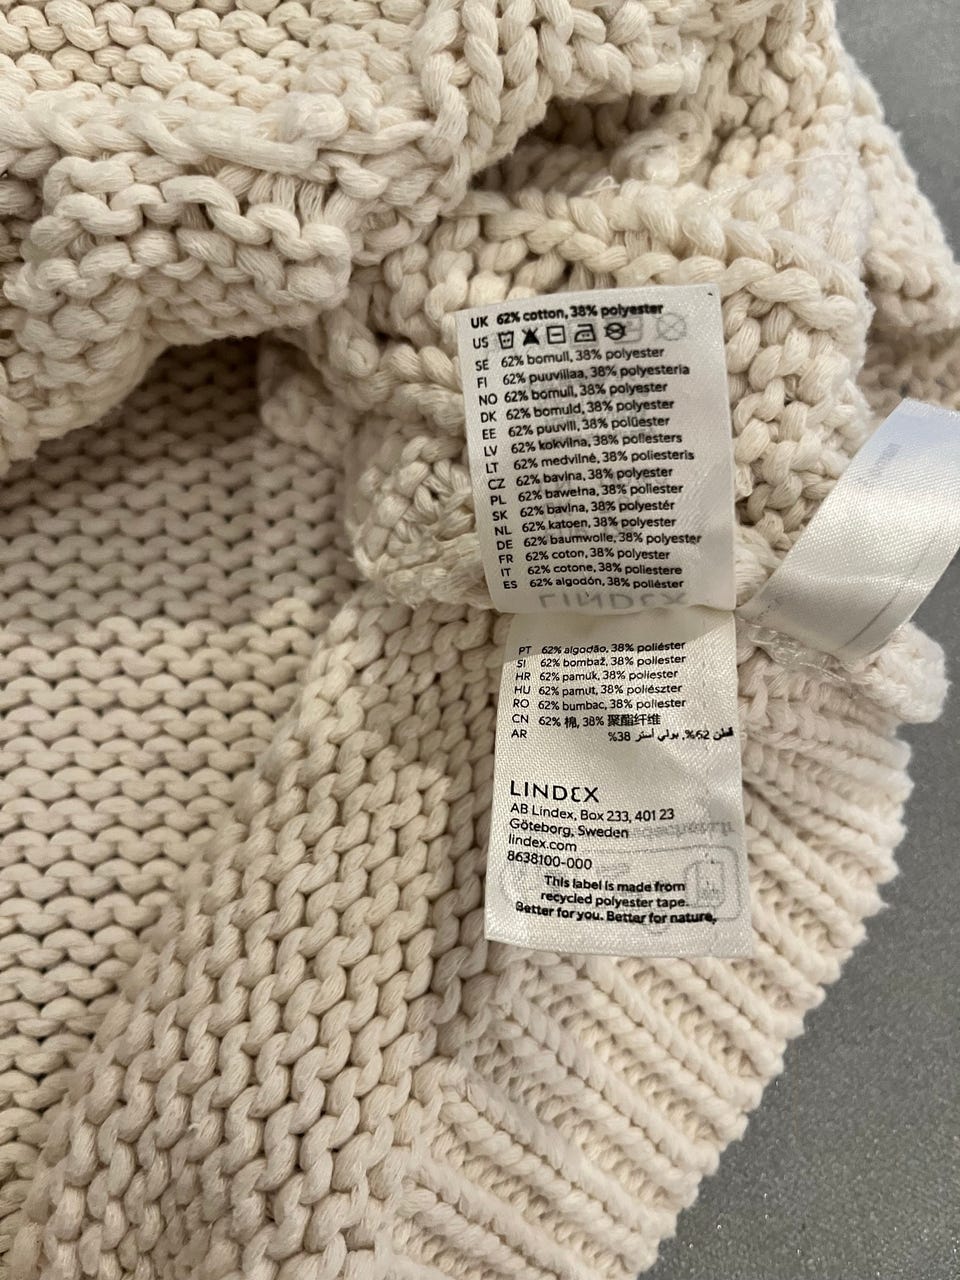 UK 62% cotton, 38% polyester
US
SE 62% bomull, 38% polyester
FI 62% puuvillaa, 38% polyesteria
NO 62% bomull, 38% polyester
DK 62% bomuld, 38% polyester
EE 62% puuvill, 38% polüester
LV 62% kokvilna, 38% poliesters
LT 62% medvilnė, 38% poliesteris
CZ 62% bavlna, 38% polyester
PL 62% bawełna, 38% poliester
SK 62% bavlna, 38% polyestér
NL 62% katoen, 38% polyester
DE 62% baumwolle, 38% polyester
FR 62% coton, 38% polyester
IT 62% cotone, 38% poliestere
ES 62% algodón, 38% poliéster
LINDEX
PT 62% algodão, 38% poliéster
SI 62% bombaž, 38% poliester
HR 62% pamuk, 38% poliester
HU 62% pamut, 38% poliészter
RO 62% bumbac, 38% poliester
CN 62% 棉, 38% 聚酯纤维
AR قطن 62%, بولي استر 38%
LINDEX
AB Lindex, Box 233, 401 23
Göteborg, Sweden
lindex.com
8638100-000
This label is made from
recycled polyester tape.
Better for you. Better for nature.